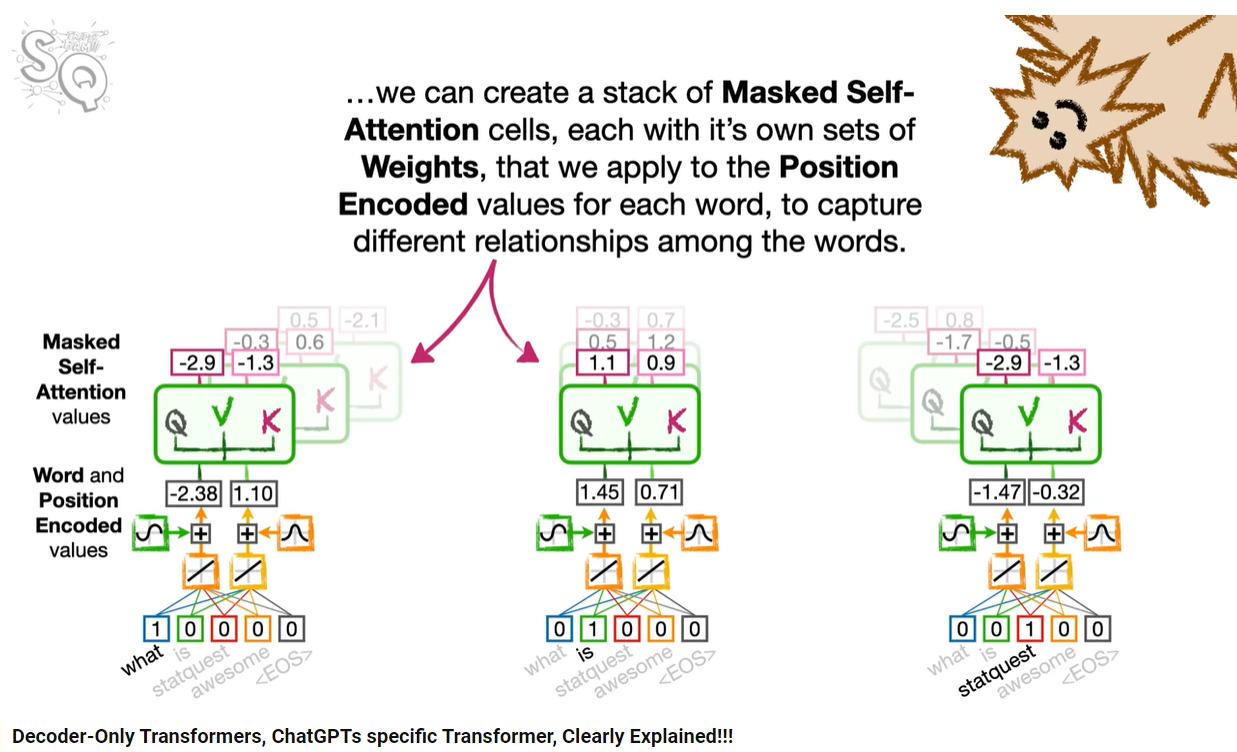 SQ
…we can create a stack of Masked Self-
Attention cells, each with it's own sets of
Weights, that we apply to the Position
Encoded values for each word, to capture
different relationships among the words.
0.5 -2.1 -0.3 0.7 -2.5 0.8
-0.3 0.6 0.5 1.2 -1.7 -0.5
-2.9 -1.3 1.1 0.9 -2.9 -1.3
Masked
Self-
Attention
values
Q V K K K Q V K Q Q Q V K
Word and
Position
Encoded
values
-2.38 1.10 1.45 0.71 -1.47 -0.32
+ + + + + +
1 0 0 0 0 0 1 0 0 0 0 0 1 0 0
what is statquest awesome <EOS>
what is statquest awesome <EOS>
what is statquest awesome <EOS>
Decoder-Only Transformers, ChatGPTs specific Transformer, Clearly Explained!!!